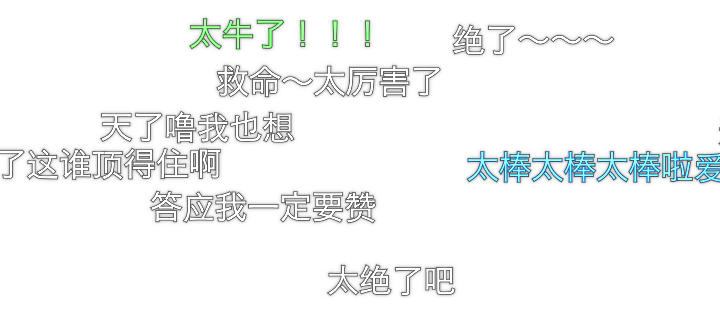 太牛了！！！
绝了～～～
救命～太厉害了
天了噜我也想
了这谁顶得住啊
太棒太棒太棒啦爱
答应我一定要赞
太绝了吧